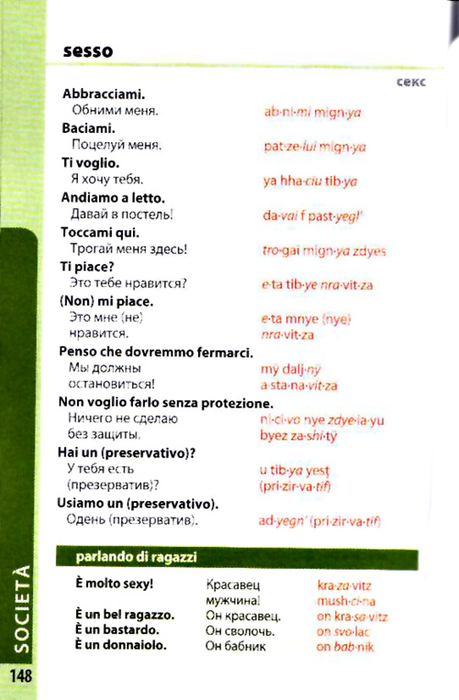 sesso
секс
Abbracciami.
Обними меня. ab·ni·mi mign·ya
Baciami.
Поцелуй меня. pat·ze·lui mign·ya
Ti voglio.
Я хочу тебя. ya hha·ciu tib·ya
Andiamo a letto.
Давай в постель! da·vai f past·yegl'
Toccami qui.
Трогай меня здесь! tro·gai mign·ya zdyes
Ti piace?
Это тебе нравится? e·ta tib·ye nra·vit·za
(Non) mi piace.
Это мне (не) e·ta mnye (nye)
нравится. nra·vit·za
Penso che dovremmo fermarci.
Мы должны mÿ dalj·nÿ
остановиться! a·sta·na·vit·za
Non voglio farlo senza protezione.
Ничего не сделаю ni·ci·vo nye zdye·la·yu
без защиты. byez za·shi·tÿ
Hai un (preservativo)?
У тебя есть u tib·ya yest
(презерватив)? (pri·zir·va·tif)
Usiamo un (preservativo).
Одень (презерватив). ad·yegn' (pri·zir·va·tif)
parlando di ragazzi
È molto sexy! Красавец kra·za·vitz
мужчина! mush·ci·na
È un bel ragazzo. Он красавец. on kra·sa·vitz
È un bastardo. Он сволочь. on svo·lac
È un donnaiolo. Он бабник on bab·nik
SOCIETÀ
148